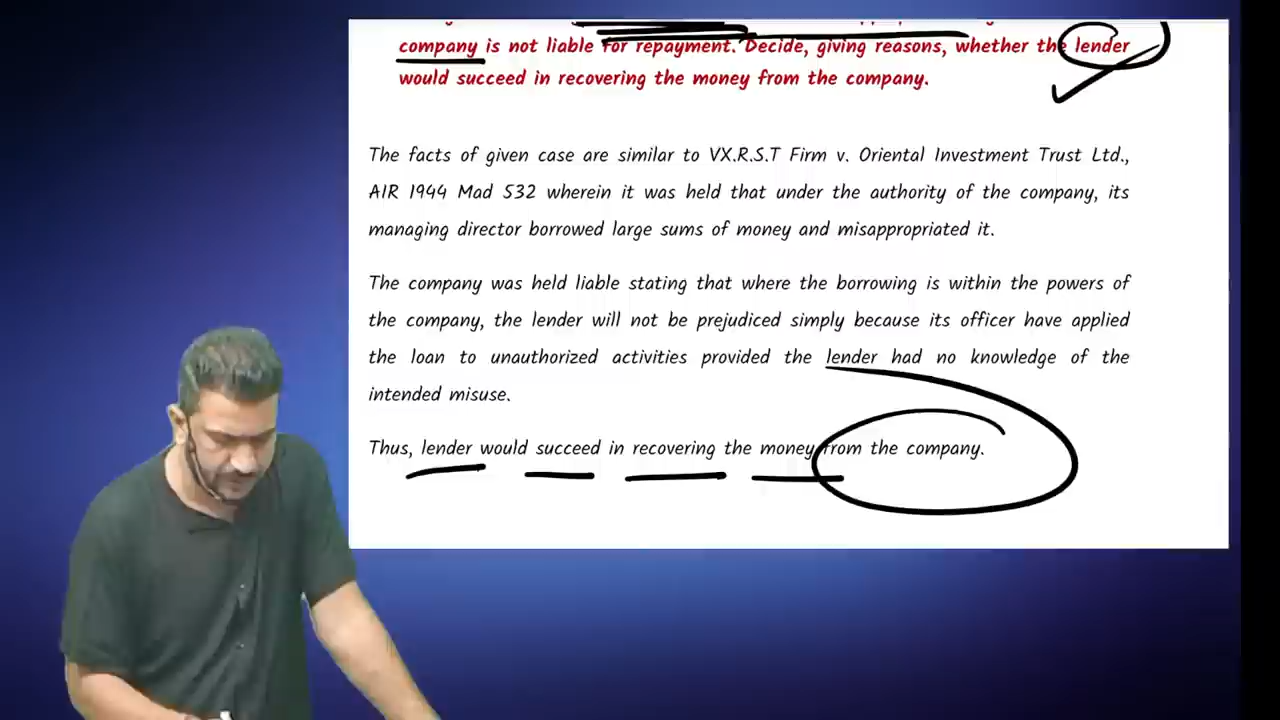 company is not liable for repayment. Decide, giving reasons, whether the lender
would succeed in recovering the money from the company.
The facts of given case are similar to VX.R.S.T Firm v. Oriental Investment Trust Ltd.,
AIR 1944 Mad 532 wherein it was held that under the authority of the company, its
managing director borrowed large sums of money and misappropriated it.
The company was held liable stating that where the borrowing is within the powers of
the company, the lender will not be prejudiced simply because its officer have applied
the loan to unauthorized activities provided the lender had no knowledge of the
intended misuse.
Thus, lender would succeed in recovering the money from the company.